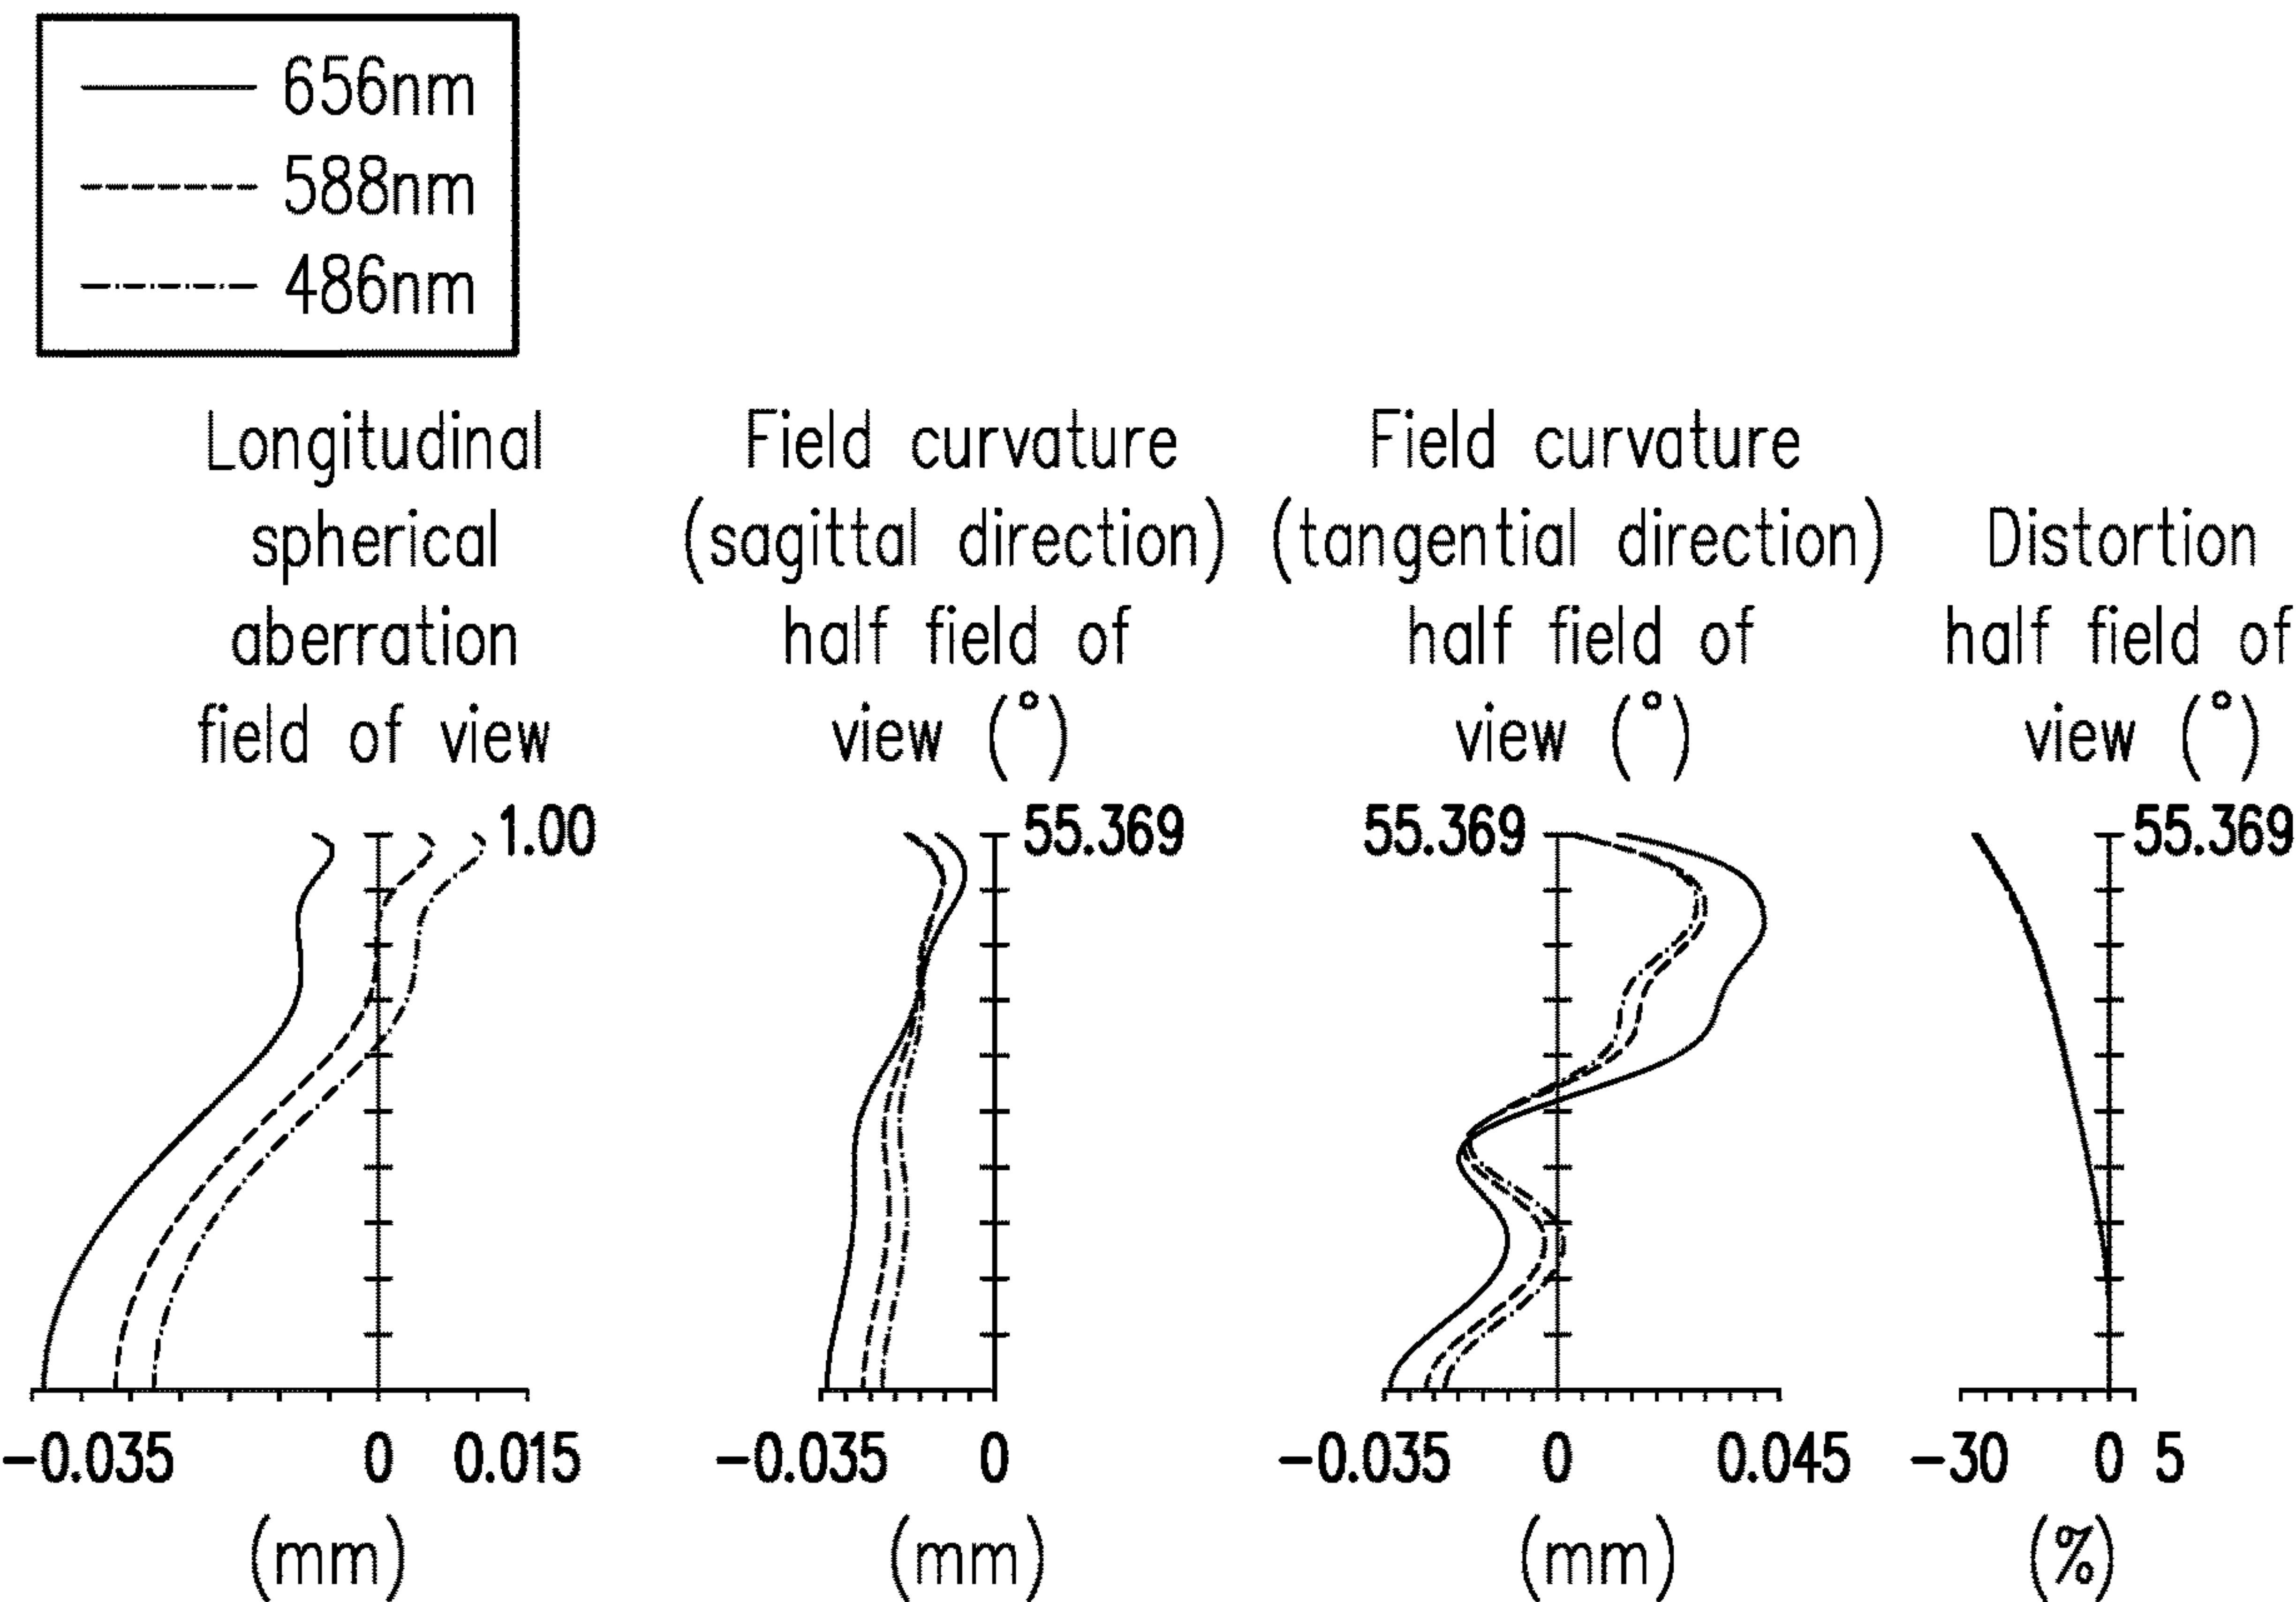 656nm
588nm
486nm
Longitudinal
spherical
aberration
field of view
1.00
-0.035 0 0.015
(mm)
Field curvature
(sagittal direction)
half field of
view (°)
55.369
-0.035 0
(mm)
Field curvature
(tangential direction)
half field of
view (°)
55.369
-0.035 0 0.045
(mm)
Distortion
half field of
view (°)
55.369
-30 0 5
(%)